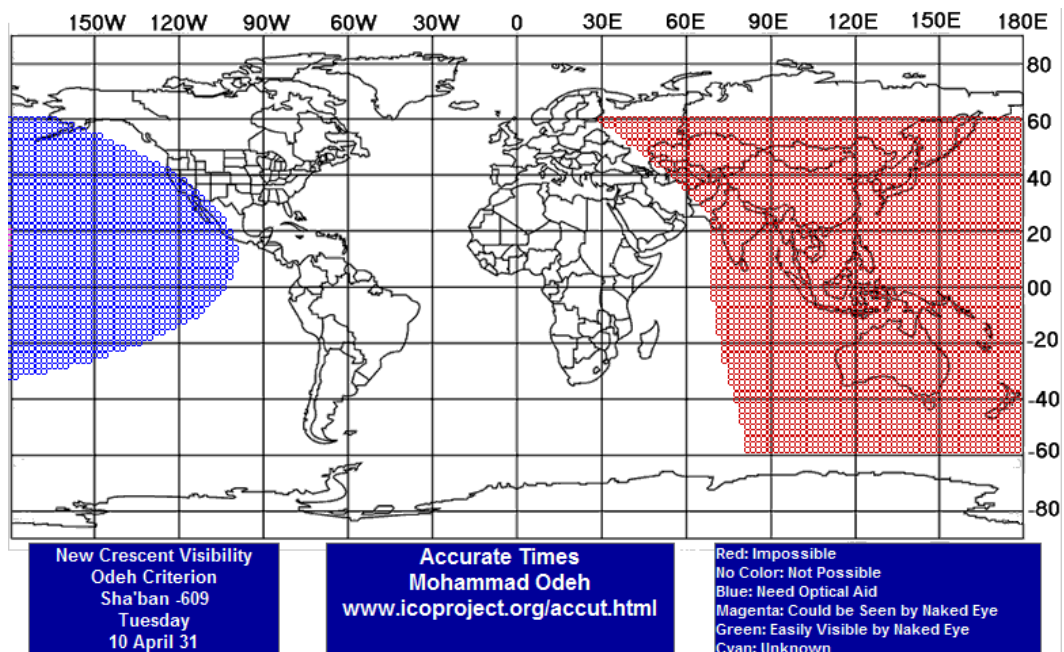 150W 120W 90W 60W 30W 0 30E 60E 90E 120E 150E 180E
80
60
40
20
00
-20
-40
-60
-80
New Crescent Visibility
Odeh Criterion
Sha'ban -609
Tuesday
10 April 31
Accurate Times
Mohammad Odeh
www.icoproject.org/accut.html
Red: Impossible
No Color: Not Possible
Blue: Need Optical Aid
Magenta: Could be Seen by Naked Eye
Green: Easily Visible by Naked Eye
Cyan: Unknown